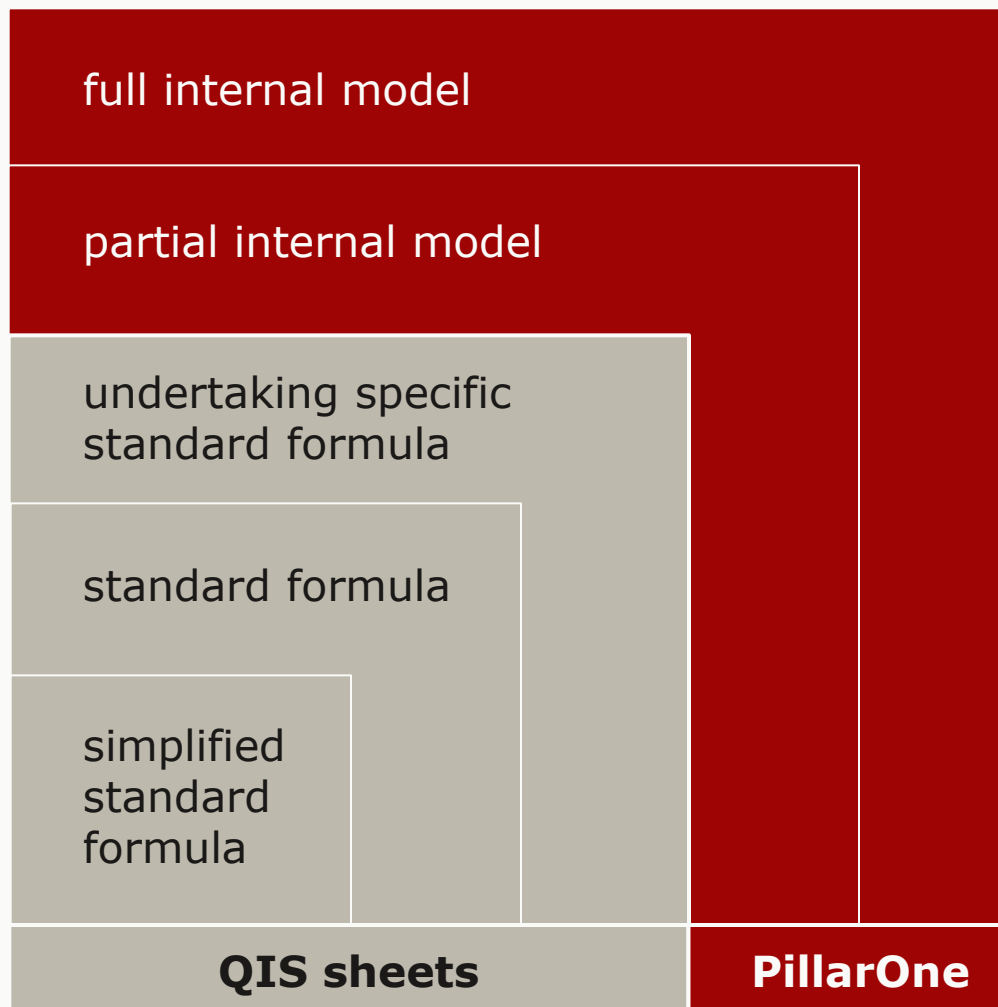 full internal model
partial internal model
undertaking specific
standard formula
standard formula
simplified
standard
formula
QIS sheets
PillarOne